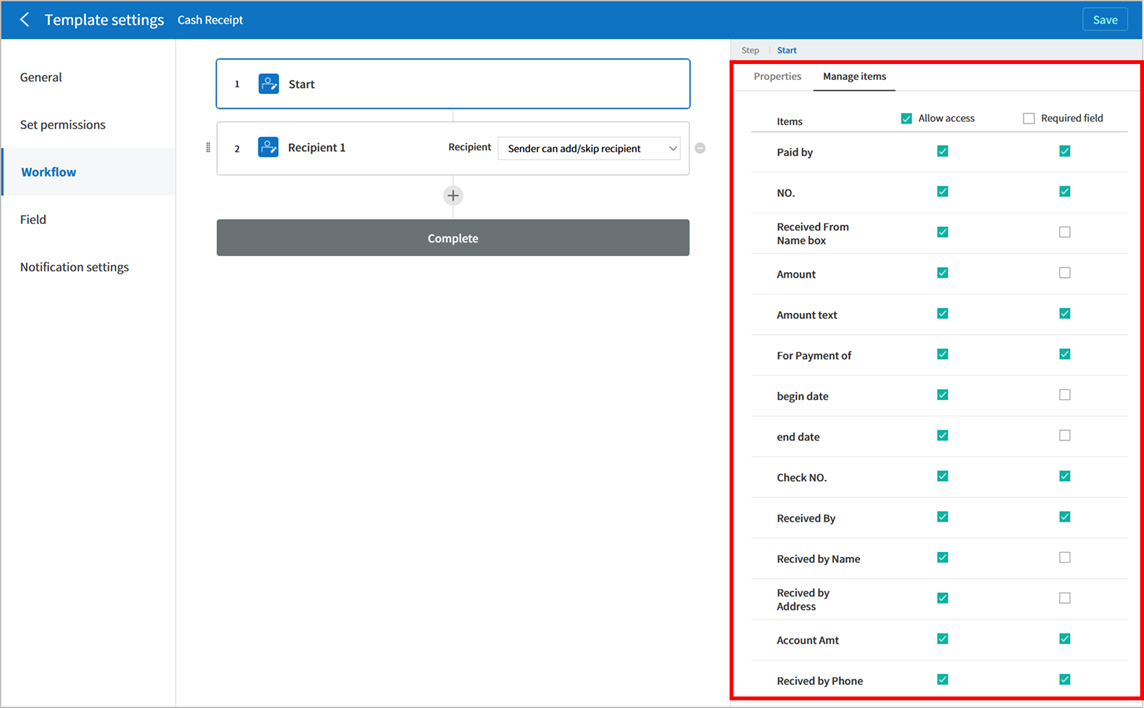 Template settings Cash Receipt Save
General
Set permissions
Workflow
Field
Notification settings
1 Start
2 Recipient 1 Recipient Sender can add/skip recipient
Complete
Step Start
Properties Manage items
Items Allow access Required field
Paid by
NO.
Received From
Name box
Amount
Amount text
For Payment of
begin date
end date
Check NO.
Received By
Recived by Name
Recived by
Address
Account Amt
Recived by Phone